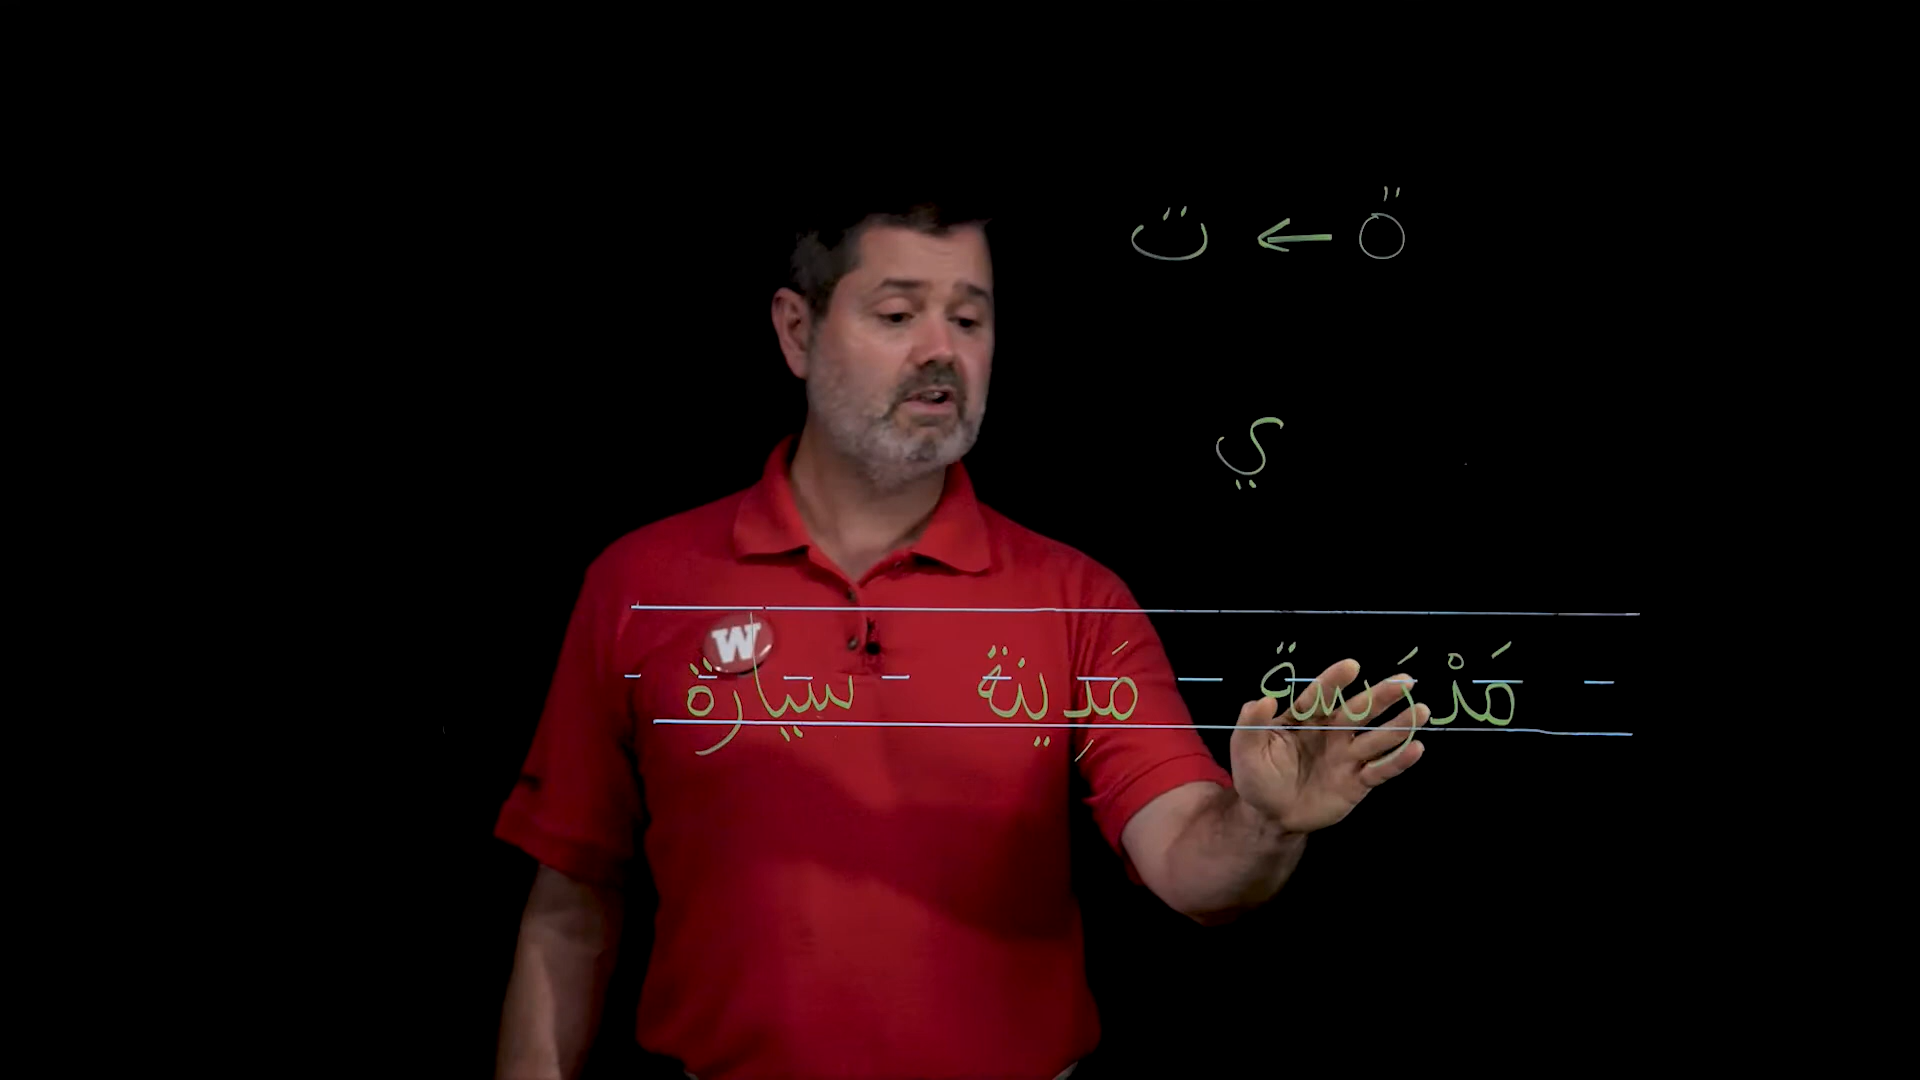 ة ← ت
ي
مَدْرَسة مَدِينة سيارة
W